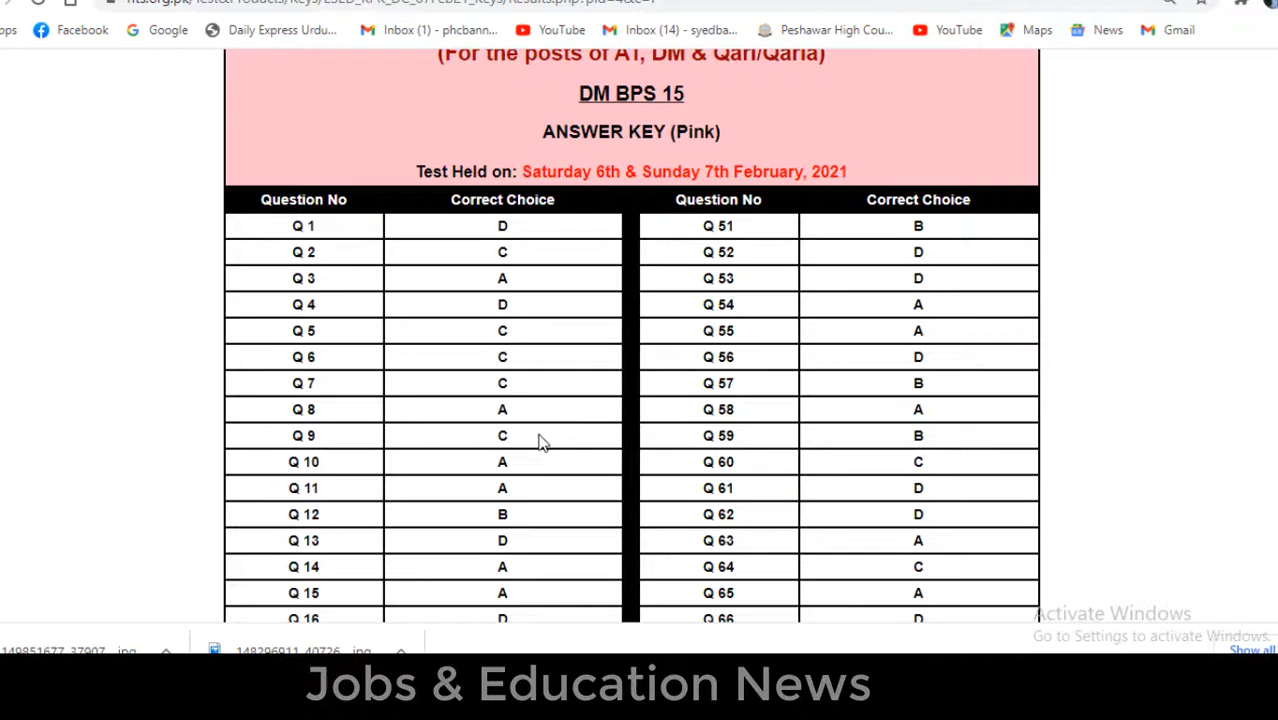 Facebook
Google
Daily Express Urdu...
Inbox (1) - phcbann...
YouTube
Inbox (14) - syedba...
Peshawar High Cou...
YouTube
Maps
News
Gmail
(For the posts of AT, DM & Qari/Qaria)
DM BPS 15
ANSWER KEY (Pink)
Test Held on: Saturday 6th & Sunday 7th February, 2021
Question No Correct Choice Question No Correct Choice
Q 1 D Q 51 B
Q 2 C Q 52 D
Q 3 A Q 53 D
Q 4 D Q 54 A
Q 5 C Q 55 A
Q 6 C Q 56 D
Q 7 C Q 57 B
Q 8 A Q 58 A
Q 9 C Q 59 B
Q 10 A Q 60 C
Q 11 A Q 61 D
Q 12 B Q 62 D
Q 13 D Q 63 A
Q 14 A Q 64 C
Q 15 A Q 65 A
Q 16 D Q 66 D
Activate Windows
Go to Settings to activate Windows.
Show all
Jobs & Education News